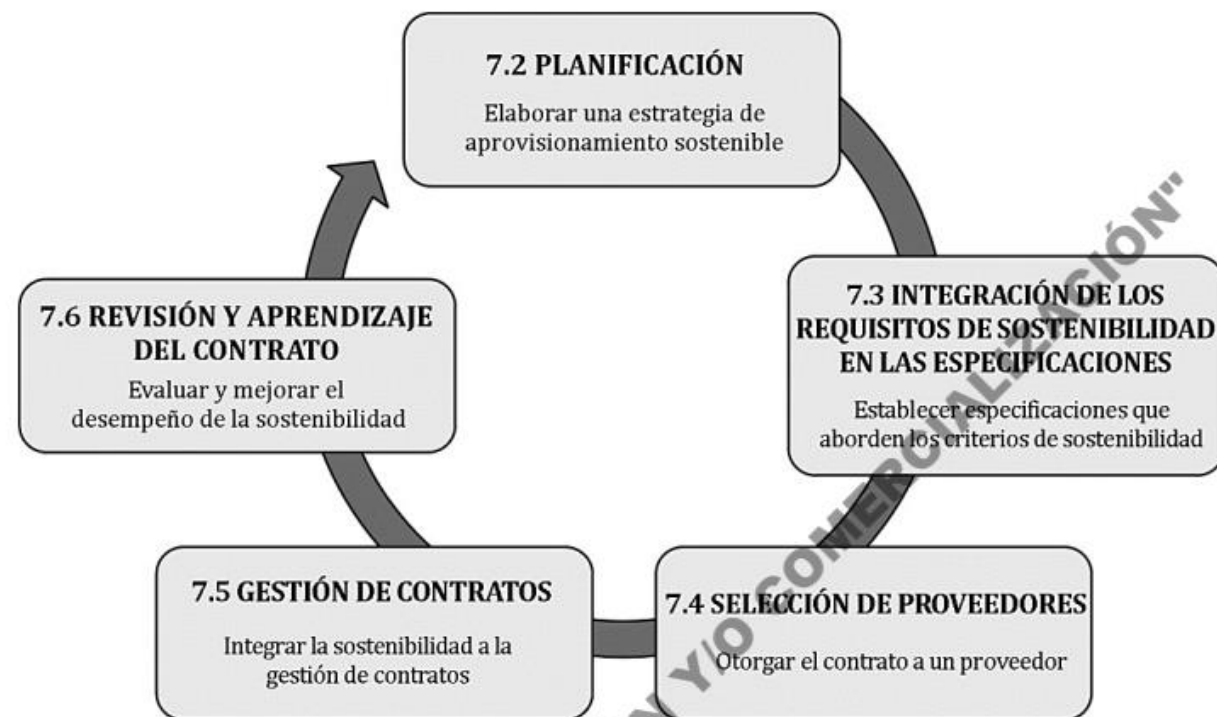 7.2 PLANIFICACIÓN
Elaborar una estrategia de
aprovisionamiento sostenible
7.3 INTEGRACIÓN DE LOS
REQUISITOS DE SOSTENIBILIDAD
EN LAS ESPECIFICACIONES
Establecer especificaciones que
aborden los criterios de sostenibilidad
7.4 SELECCIÓN DE PROVEEDORES
Otorgar el contrato a un proveedor
7.5 GESTIÓN DE CONTRATOS
Integrar la sostenibilidad a la
gestión de contratos
7.6 REVISIÓN Y APRENDIZAJE
DEL CONTRATO
Evaluar y mejorar el
desempeño de la sostenibilidad
Y/O COMERCIALIZACIÓN"